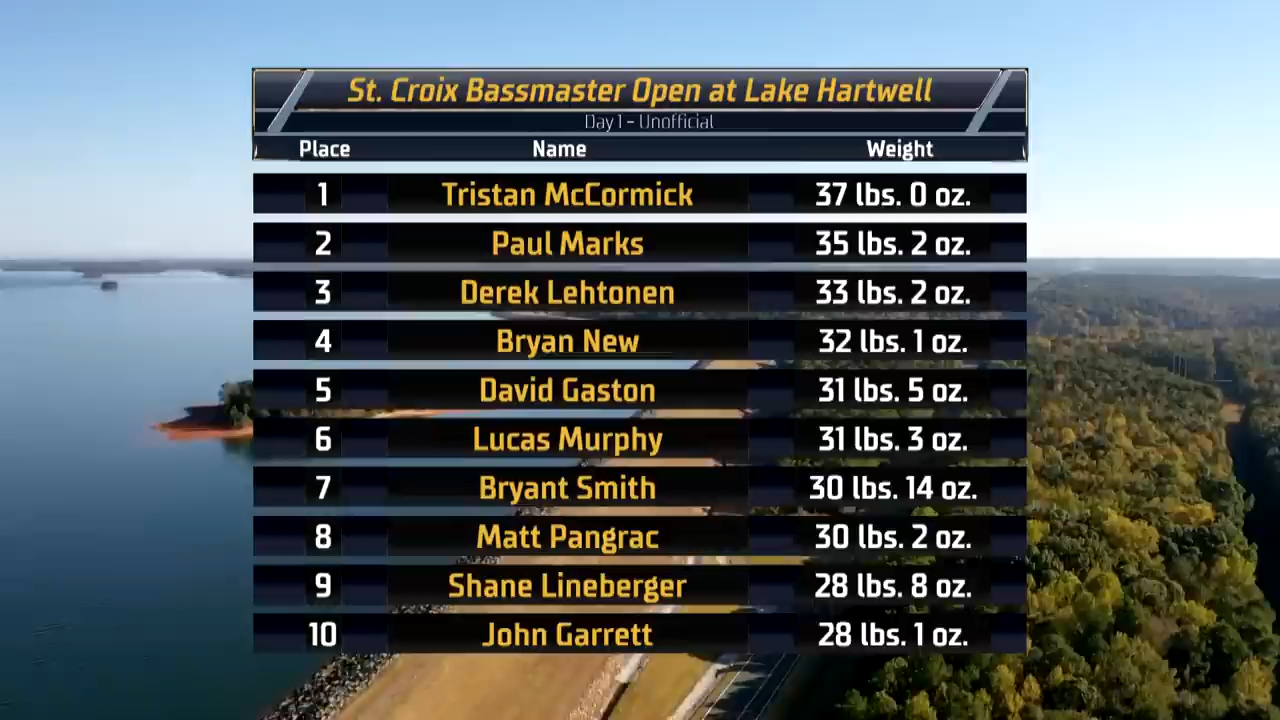 St. Croix Bassmaster Open at Lake Hartwell
Day 1 - Unofficial
Place Name Weight
1 Tristan McCormick 37 lbs. 0 oz.
2 Paul Marks 35 lbs. 2 oz.
3 Derek Lehtonen 33 lbs. 2 oz.
4 Bryan New 32 lbs. 1 oz.
5 David Gaston 31 lbs. 5 oz.
6 Lucas Murphy 31 lbs. 3 oz.
7 Bryant Smith 30 lbs. 14 oz.
8 Matt Pangrac 30 lbs. 2 oz.
9 Shane Lineberger 28 lbs. 8 oz.
10 John Garrett 28 lbs. 1 oz.